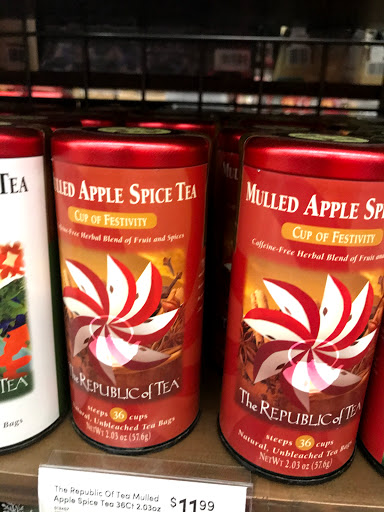 TEA
TEA
Bags
ULLED APPLE SPICE TEA
CUP OF FESTIVITY
Caffeine-Free Herbal Blend of Fruit and Spices
The REPUBLIC of TEA
steeps 36 cups
Natural, Unbleached Tea Bags
NET WT 2.03 oz (57.6g)
MULLED APPLE SP
CUP OF FESTIVITY
Caffeine-Free Herbal Blend of Fruit and
The REPUBLIC of TEA
steeps 36 cups
Natural, Unbleached Tea Bags
NET WT 2.03 oz (57.6g)
The Republic Of Tea Mulled
Apple Spice Tea 36Ct 2.03oz
$11.99